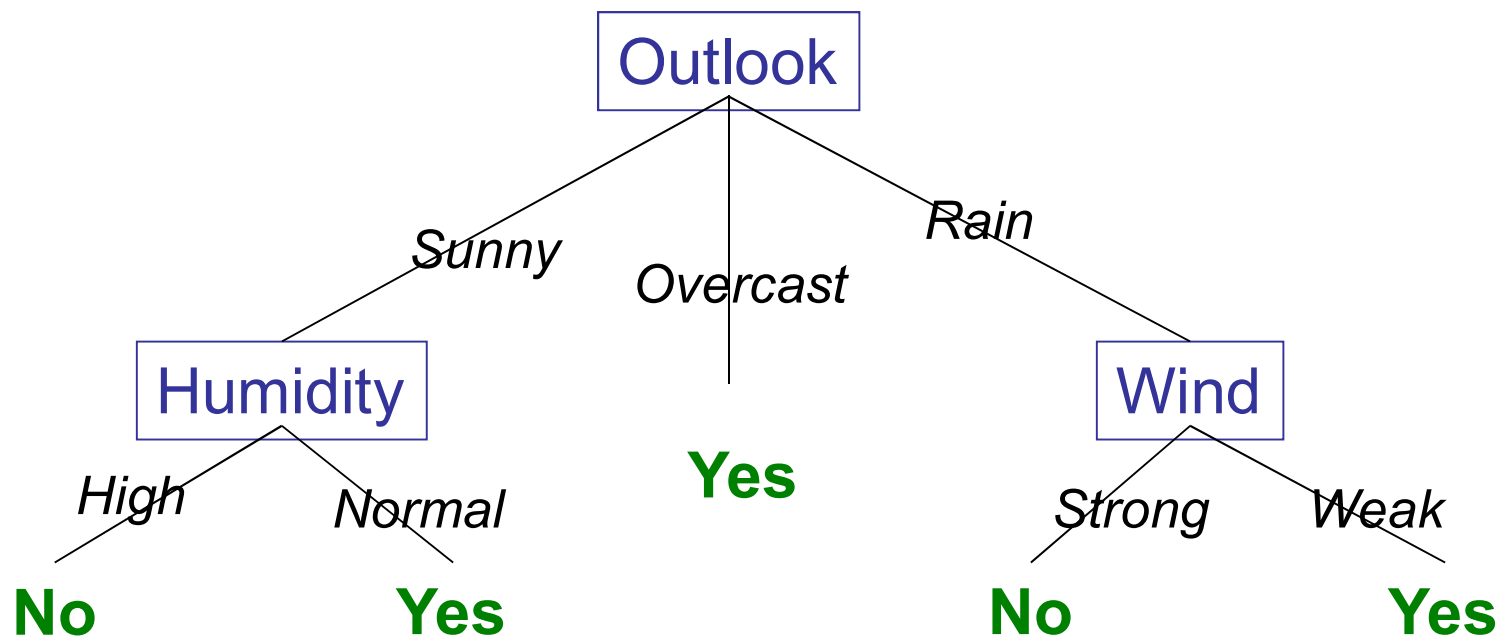 Outlook
Sunny
Overcast
Rain
Humidity
Wind
High
Normal
Yes
Strong
Weak
No
Yes
No
Yes